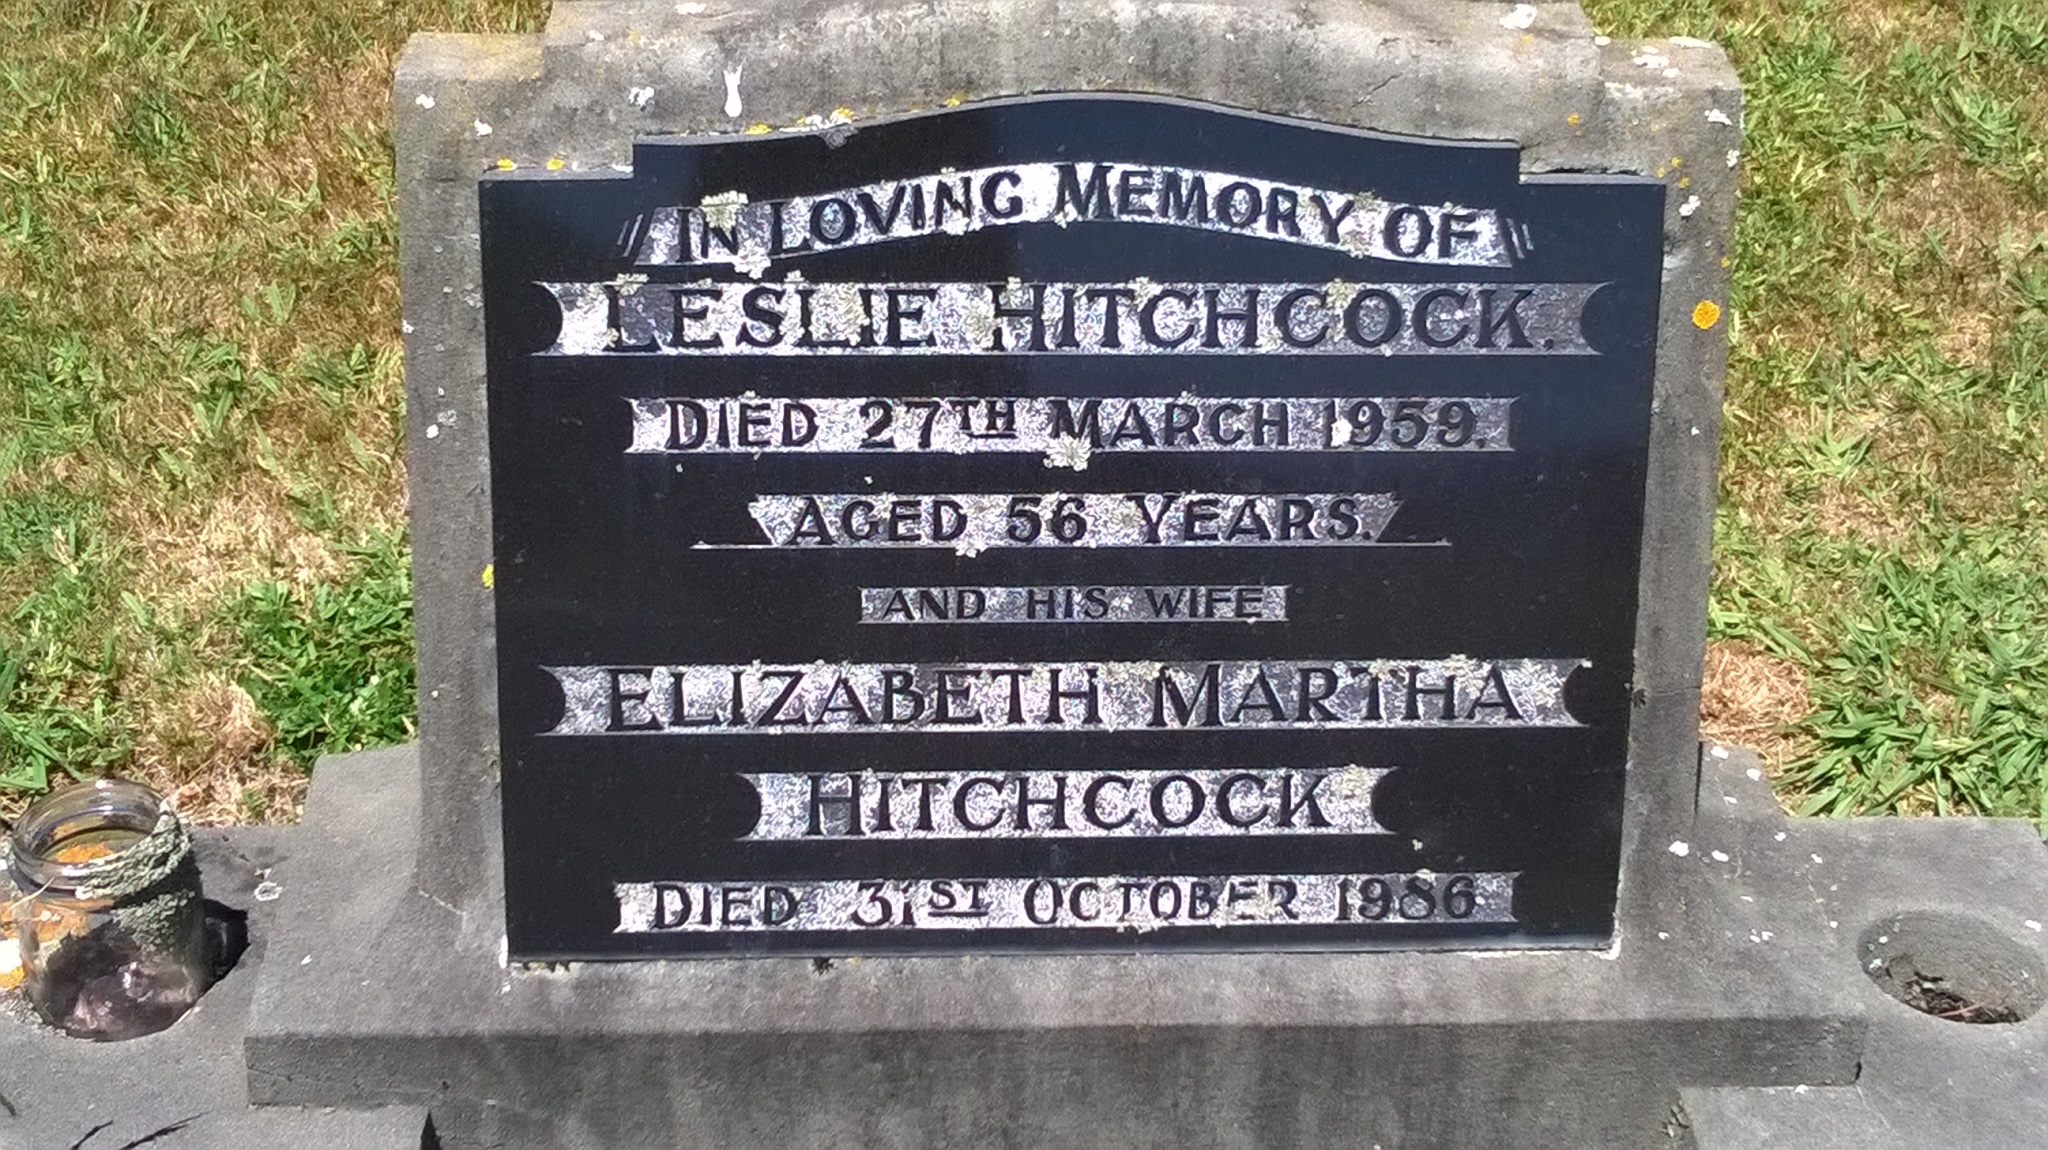 IN LOVING MEMORY OF
LESLIE HITCHCOCK.
DIED 27TH MARCH 1959.
AGED 56 YEARS.
AND HIS WIFE
ELIZABETH MARTHA
HITCHCOCK
DIED 31ST OCTOBER 1986